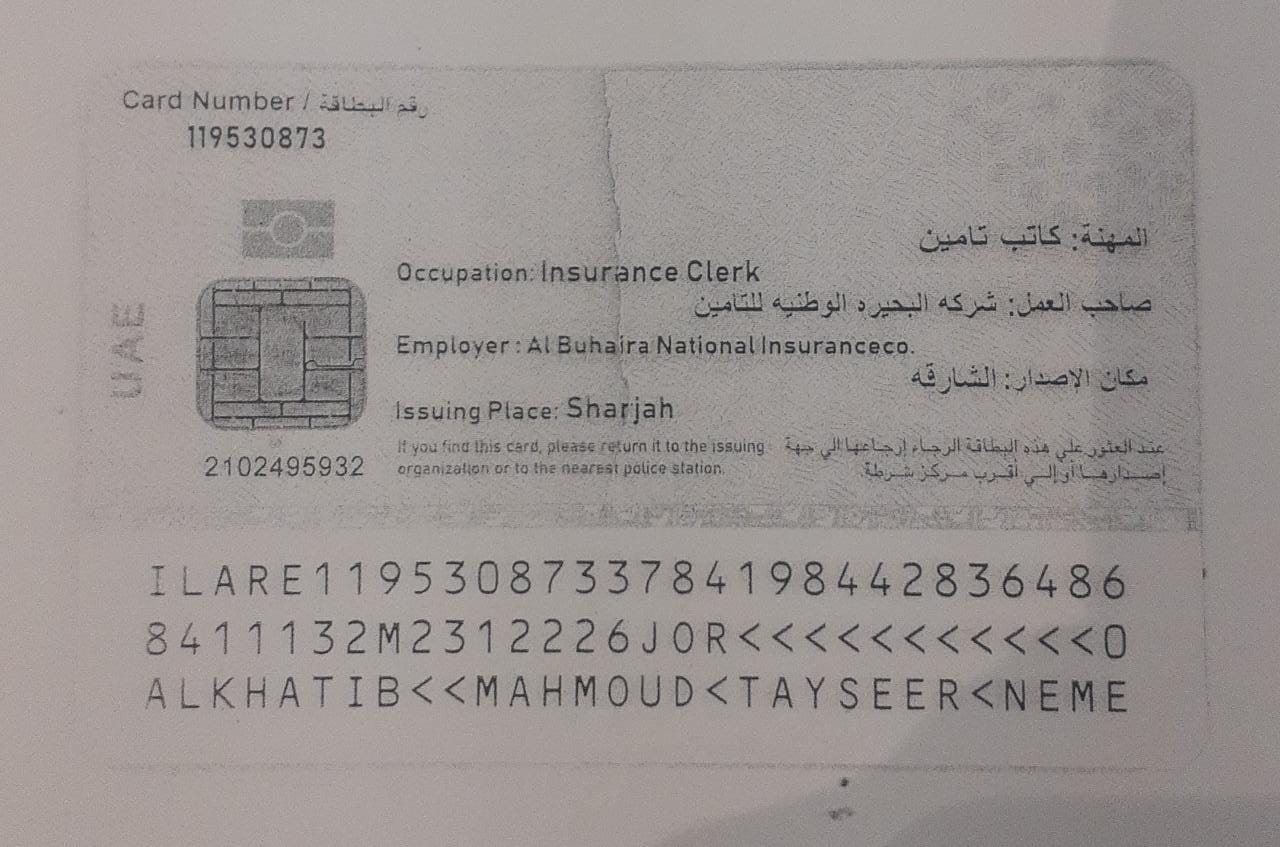 Card Number / رقم البطاقة
119530873
المهنة: كاتب تامين
Occupation: Insurance Clerk
صاحب العمل: شركه البحيره الوطنيه للتامين
UAE
Employer : Al Buhaira National Insuranceco.
مكان الاصدار: الشارقه
Issuing Place: Sharjah
If you find this card, please return it to the issuing
organization or to the nearest police station.
عند العثور علي هذه البطاقة الرجاء إرجاعها الي جهة
إصدارها أو إلى أقرب مركز شرطة.
2102495932
ILARE1195308733784198442836486
8411132M2312226JOR<<<<<<<<<<<0
ALKHATIB<<MAHMOUD<TAYSEER<NEME